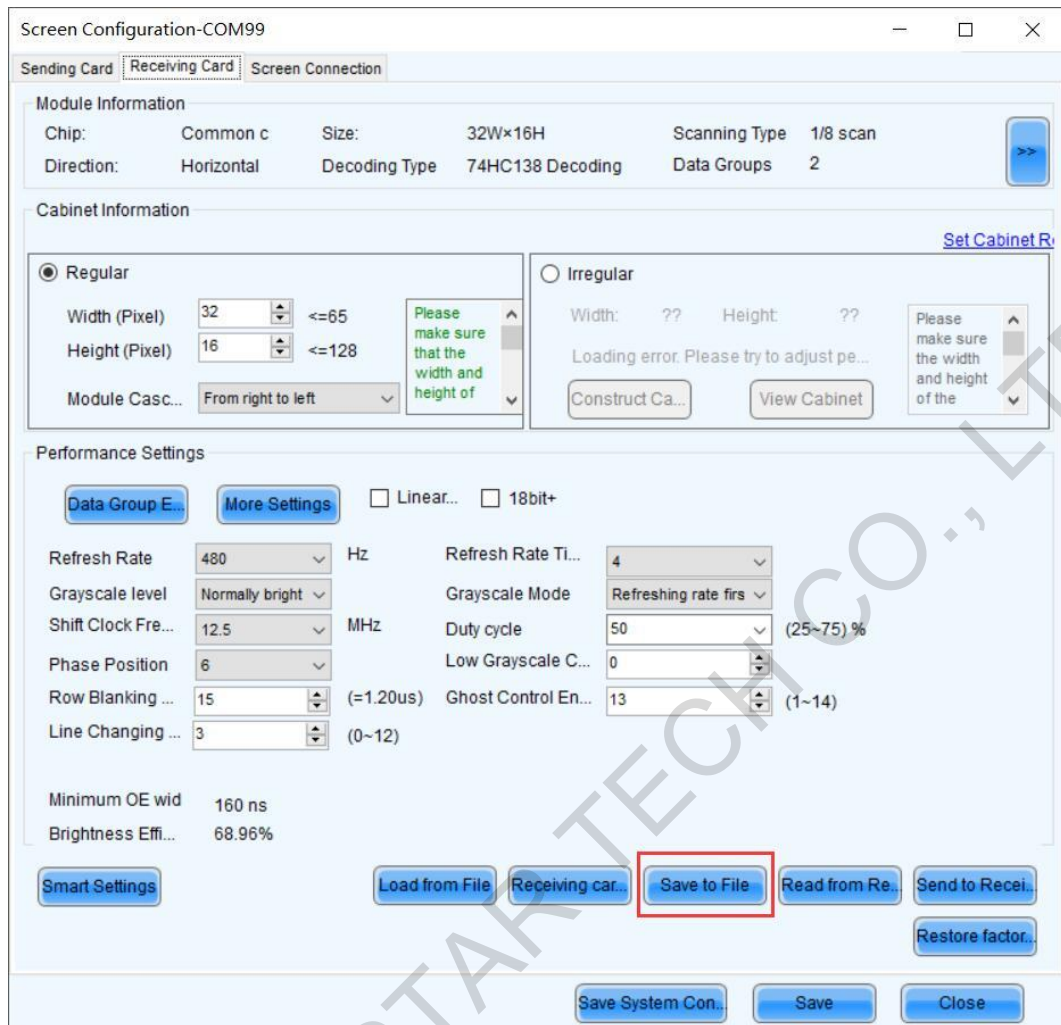 Screen Configuration-COM99
Sending Card Receiving Card Screen Connection
Module Information
Chip: Common c Size: 32W×16H Scanning Type 1/8 scan
Direction: Horizontal Decoding Type 74HC138 Decoding Data Groups 2
>>
Cabinet Information
Set Cabinet R
Regular
Width (Pixel) 32 <=65
Height (Pixel) 16 <=128
Module Casc... From right to left
Please
make sure
that the
width and
height of
Irregular
Width: ?? Height: ??
Loading error. Please try to adjust pe...
Construct Ca... View Cabinet
Please
make sure
the width
and height
of the
Performance Settings
Data Group E... More Settings Linear... 18bit+
Refresh Rate 480 Hz Refresh Rate Ti... 4
Grayscale level Normally bright Grayscale Mode Refreshing rate firs
Shift Clock Fre... 12.5 MHz Duty cycle 50 (25~75) %
Phase Position 6 Low Grayscale C... 0
Row Blanking ... 15 (=1.20us) Ghost Control En... 13 (1~14)
Line Changing ... 3 (0~12)
Minimum OE wid 160 ns
Brightness Effi... 68.96%
Smart Settings Load from File Receiving car... Save to File Read from Re... Send to Recei...
Restore factor...
Save System Con... Save Close
TAR TECH CO., LT